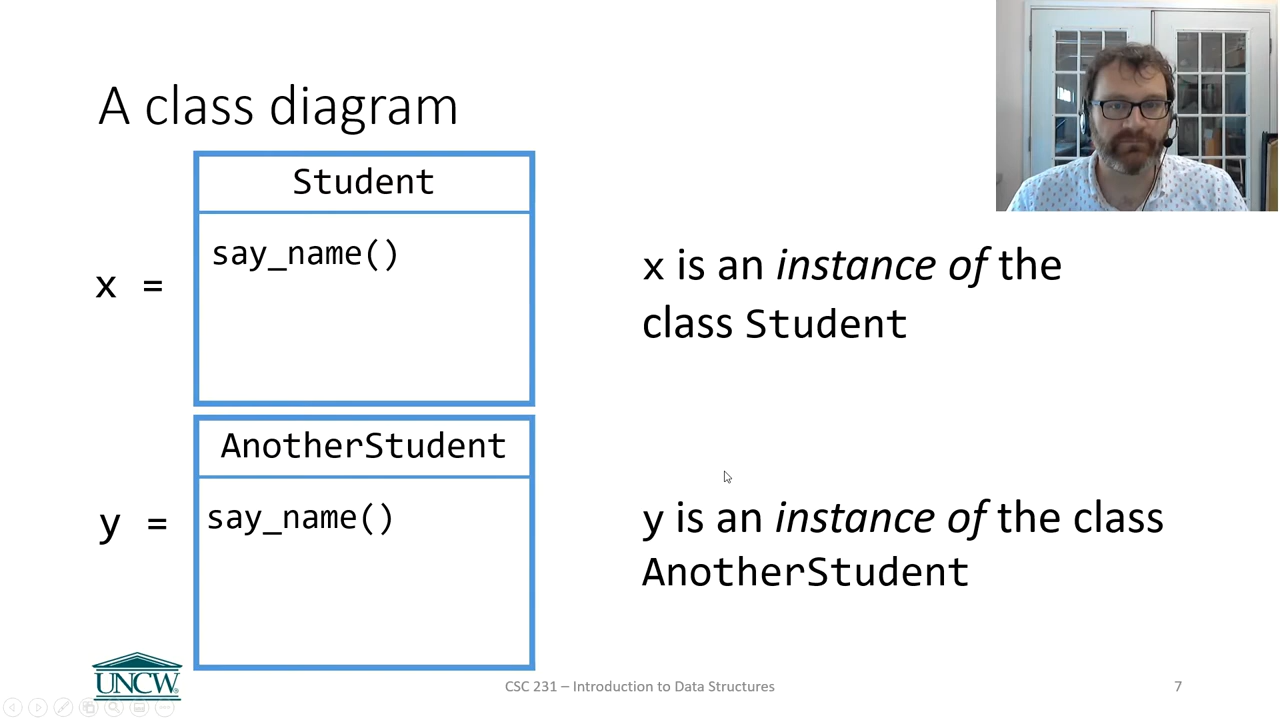 A class diagram
Student
say_name()
x =
x is an instance of the
class Student
AnotherStudent
say_name()
y =
y is an instance of the class
AnotherStudent
UNCW
CSC 231 – Introduction to Data Structures
7